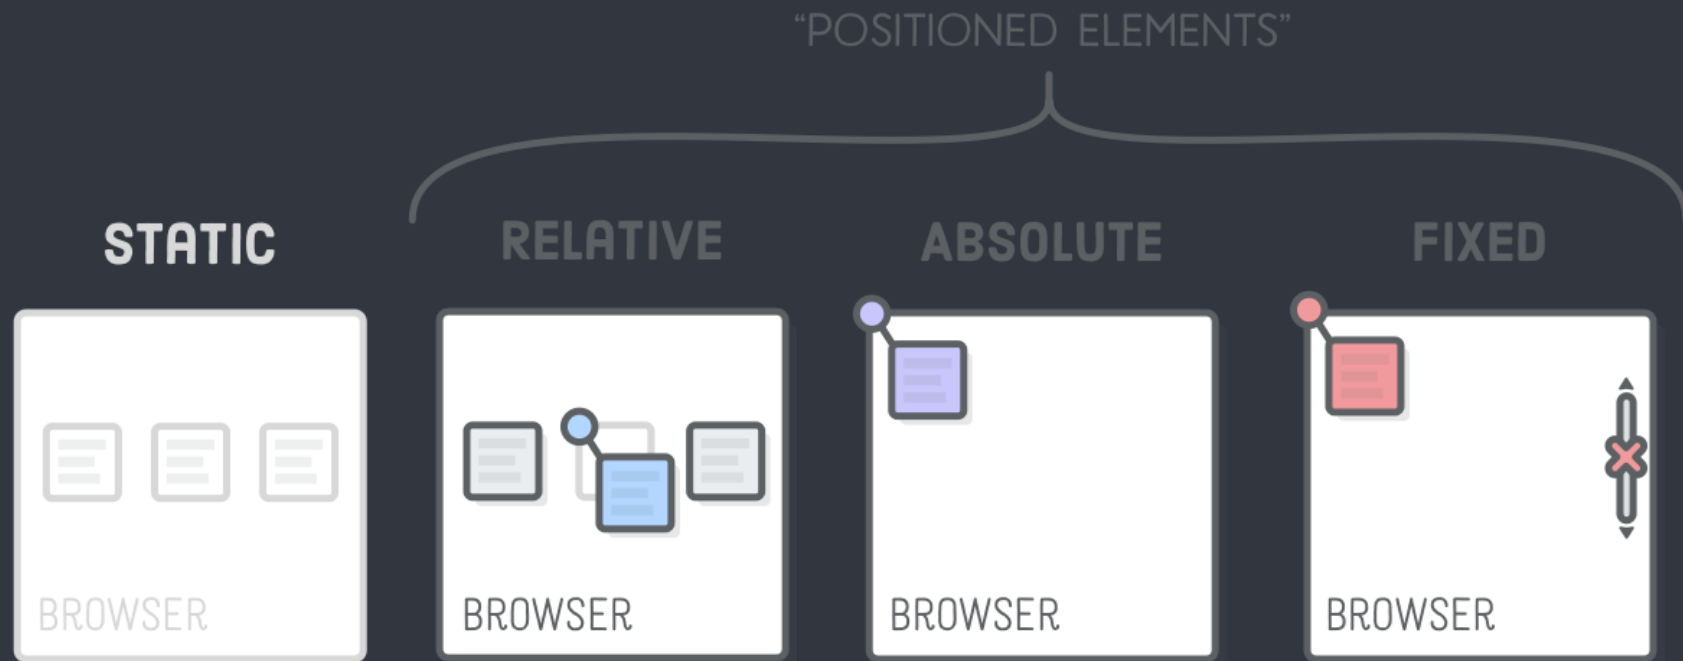 “POSITIONED ELEMENTS”
STATIC
RELATIVE
ABSOLUTE
FIXED
BROWSER
BROWSER
BROWSER
BROWSER